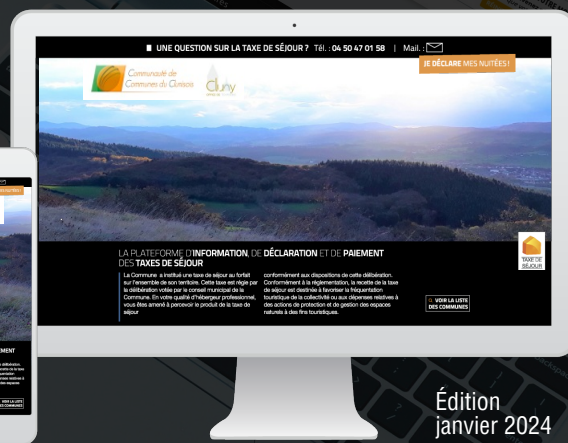 UNE QUESTION SUR LA TAXE DE SÉJOUR ? Tél. : 04 50 47 01 58 | Mail. :
JE DÉCLARE MES NUITÉES !
Communauté de
Communes du Clunisois
Cluny
LA PLATEFORME D'INFORMATION, DE DÉCLARATION ET DE PAIEMENT
DES TAXES DE SÉJOUR
La Commune a institué une taxe de séjour au forfait
sur l'ensemble de son territoire. Cette taxe est régie par
la délibération votée par le conseil municipal de la
Commune. En votre qualité d'hébergeur professionnel,
vous êtes amené à percevoir le produit de la taxe de
séjour
conformément aux dispositions de cette délibération.
Conformément à la réglementation, la recette de la taxe
de séjour est destinée à favoriser la fréquentation
touristique de la collectivité ou aux dépenses relatives à
des actions de protection et de gestion des espaces
naturels à des fins touristiques.
TAXE DE
SÉJOUR
VOIR LA LISTE
DES COMMUNES
Édition
janvier 2024